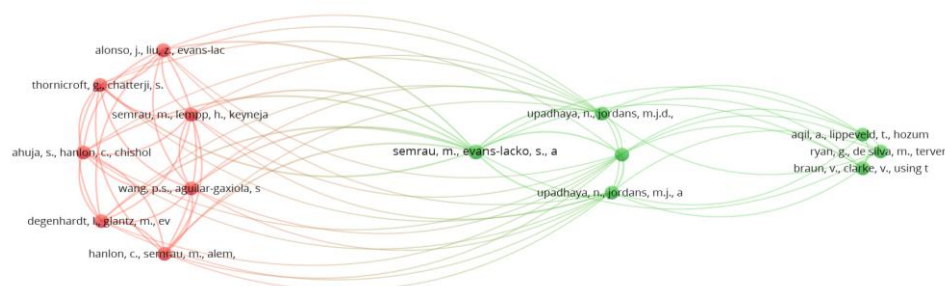 alonso, j., liu, z., evans-lac
thornicroft, g., chatterji, s.
semrau, m., lempp, h., keyneja
ahuja, s., hanlon, c., chishol
wang, p.s., aguilar-gaxiola, s
degenhardt, l., glantz, m., ev
hanlon, c., semrau, m., alem,
semrau, m., evans-lacko, s., a
upadhaya, n., jordans, m.j.d.,
upadhaya, n., jordans, m.j., a
aqil, a., lippeveld, t., hozum
ryan, g., de silva, m., terver
braun, v., clarke, v., using t